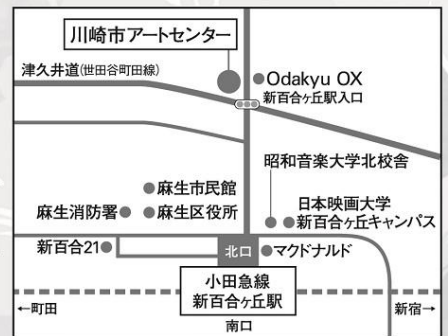 川崎市アートセンター
津久井道(世田谷町田線)
Odakyu OX
新百合ヶ丘駅入口
昭和音楽大学北校舎
麻生市民館
日本映画大学
新百合ヶ丘キャンパス
麻生消防署
麻生区役所
新百合21
北口
マクドナルド
小田急線
新百合ヶ丘駅
←町田
新宿→
南口